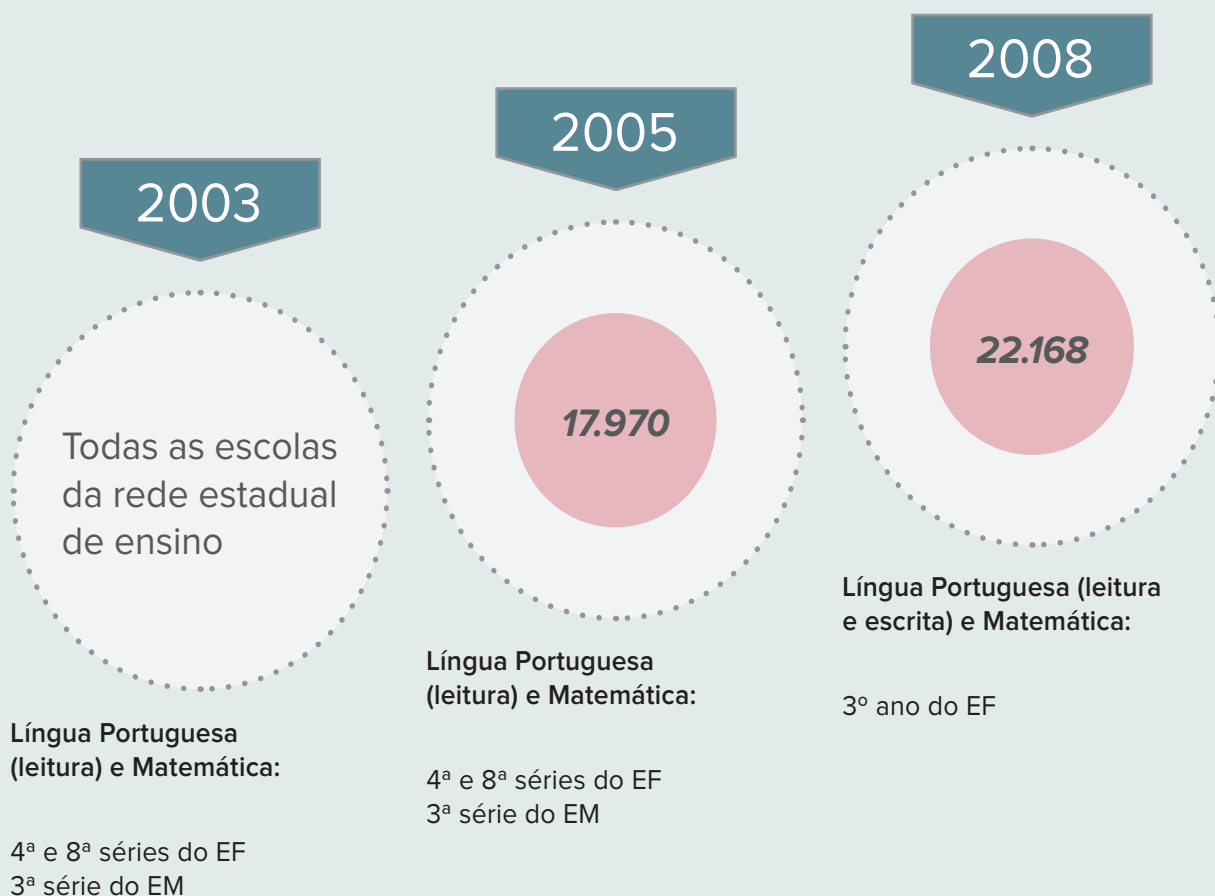 2003
Todas as escolas
da rede estadual
de ensino
Língua Portuguesa
(leitura) e Matemática:
4ª e 8ª séries do EF
3ª série do EM
2005
17.970
Língua Portuguesa
(leitura) e Matemática:
4ª e 8ª séries do EF
3ª série do EM
2008
22.168
Língua Portuguesa (leitura
e escrita) e Matemática:
3º ano do EF